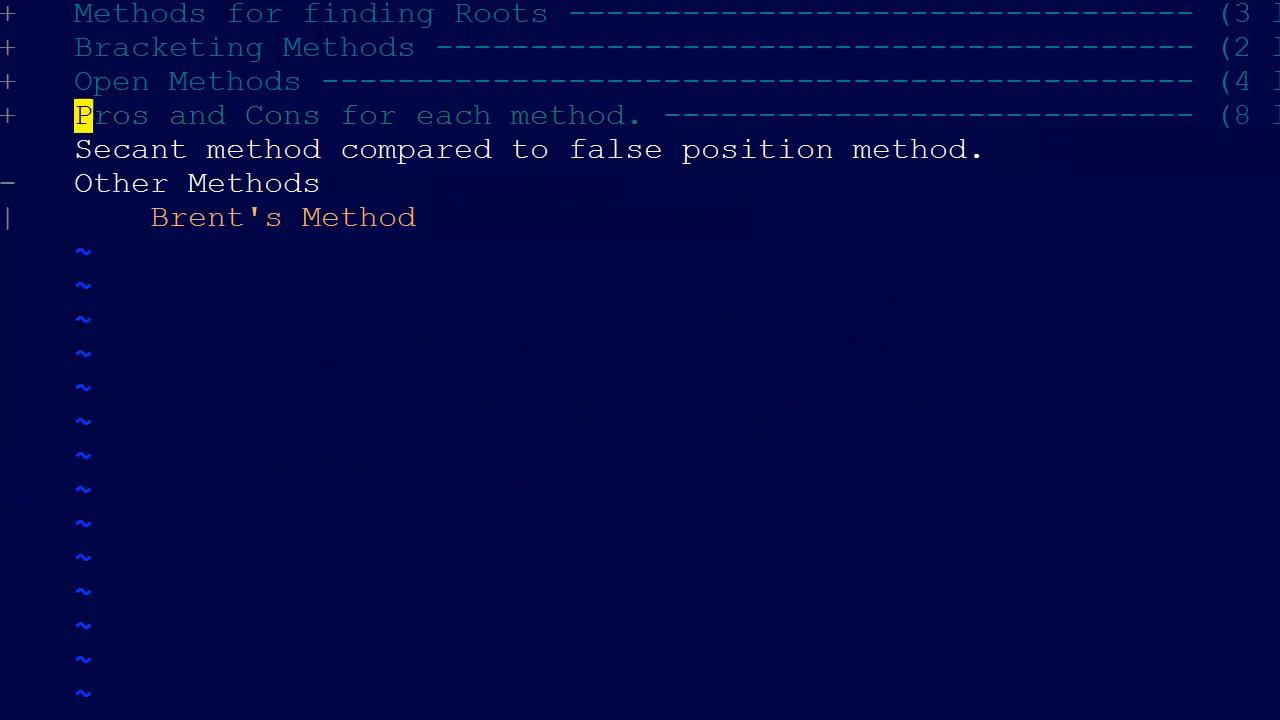 + Methods for finding Roots --------------------------------- (3 l
+ Bracketing Methods ---------------------------------------- (2 l
+ Open Methods ---------------------------------------------- (4 l
+ Pros and Cons for each method. ---------------------------- (8 l
Secant method compared to false position method.
- Other Methods
| Brent's Method
~
~
~
~
~
~
~
~
~
~
~
~
~
~